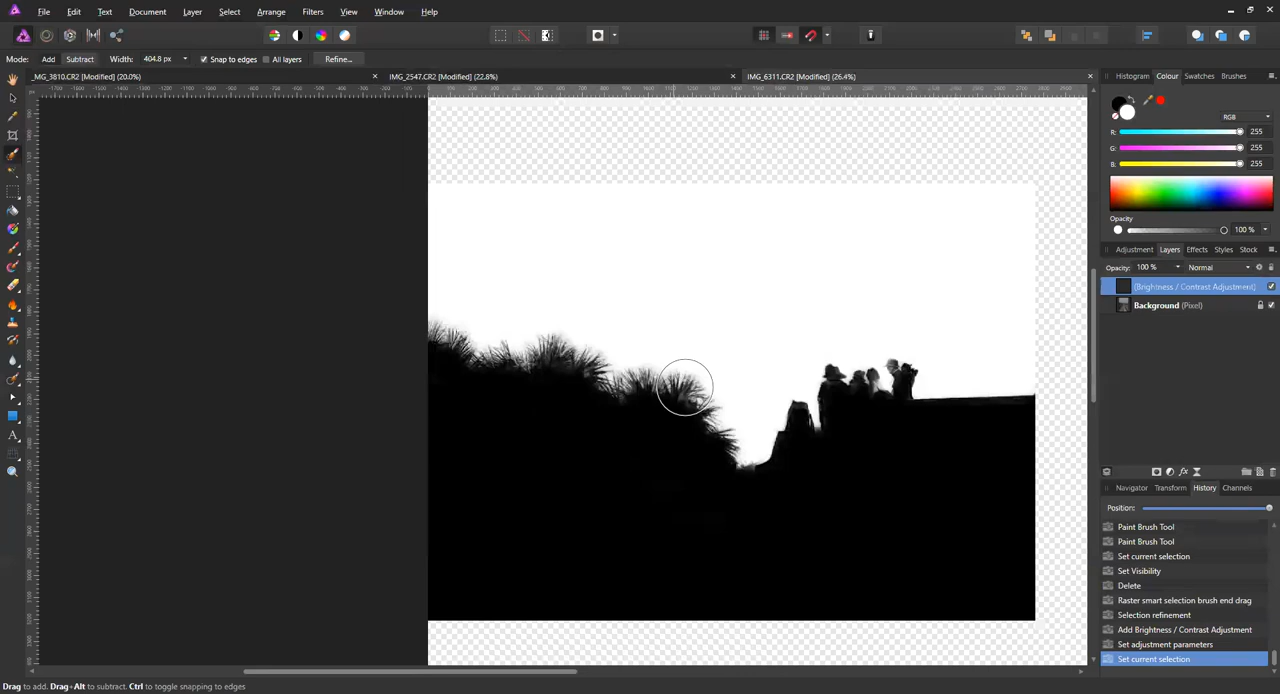 File Edit Text Document Layer Select Arrange Filters View Window Help
Mode: Add Subtract Width: 404.8 px Snap to edges All layers Refine...
_MG_3810.CR2 [Modified] (20.0%) IMG_2547.CR2 [Modified] (22.8%) IMG_6311.CR2 [Modified] (26.4%)
Histogram Colour Swatches Brushes
RGB
R: 255
G: 255
B: 255
Opacity
100 %
Adjustment Layers Effects Styles Stock
Opacity: 100 % Normal
(Brightness / Contrast Adjustment)
Background (Pixel)
Navigator Transform History Channels
Position:
Paint Brush Tool
Paint Brush Tool
Set current selection
Set Visibility
Delete
Raster smart selection brush end drag
Selection refinement
Add Brightness / Contrast Adjustment
Set adjustment parameters
Set current selection
Drag to add. Drag+Alt to subtract. Ctrl to toggle snapping to edges